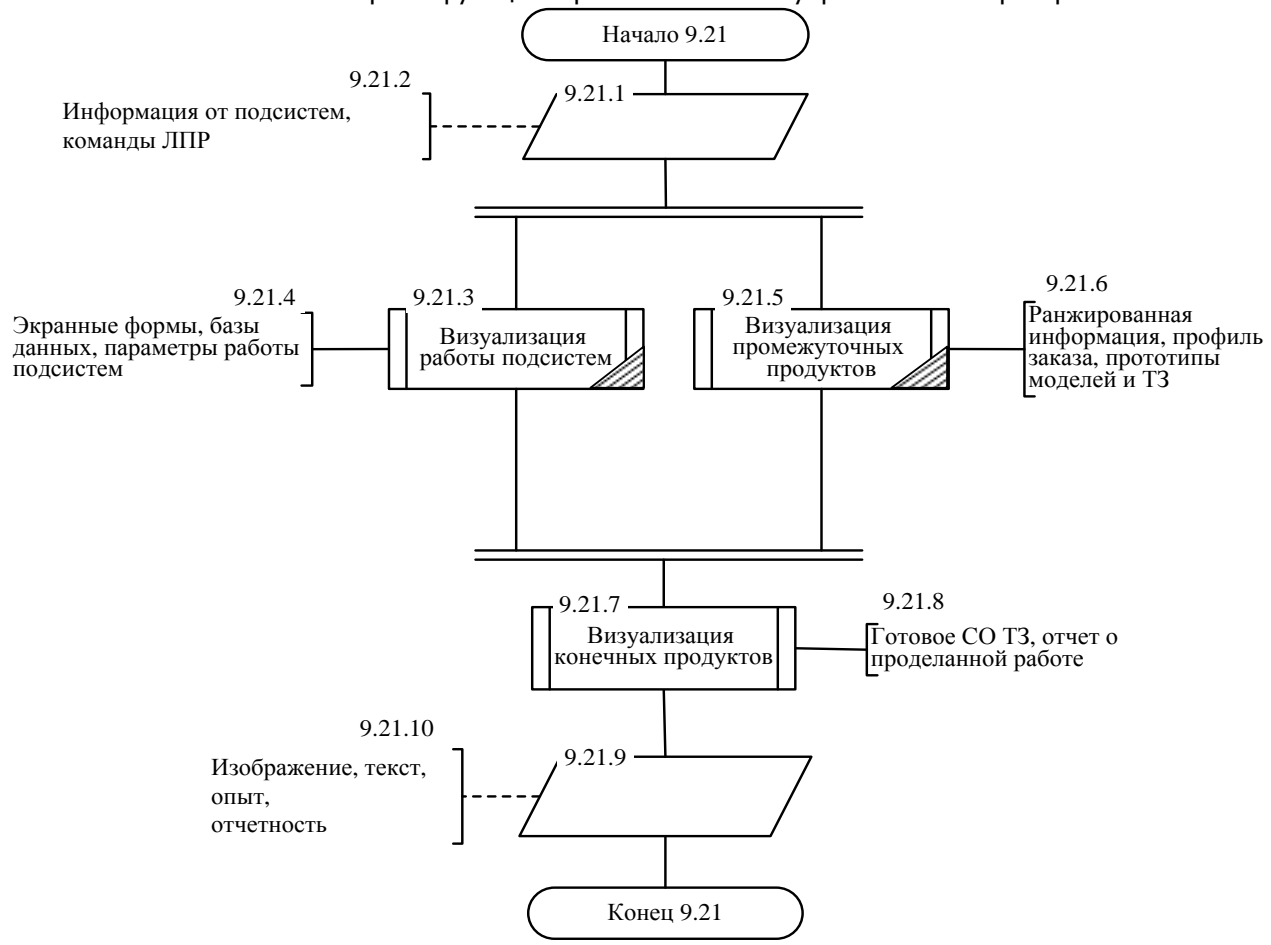 Начало 9.21
9.21.2
9.21.1
Информация от подсистем,
команды ЛПР
9.21.4
9.21.3
9.21.5
9.21.6
Экранные формы, базы
данных, параметры работы
подсистем
Визуализация
работы подсистем
Визуализация
промежуточных
продуктов
Ранжированная
информация, профиль
заказа, прототипы
моделей и ТЗ
9.21.7
9.21.8
Визуализация
конечных продуктов
Готовое СО ТЗ, отчет о
проделанной работе
9.21.10
9.21.9
Изображение, текст,
опыт,
отчетность
Конец 9.21